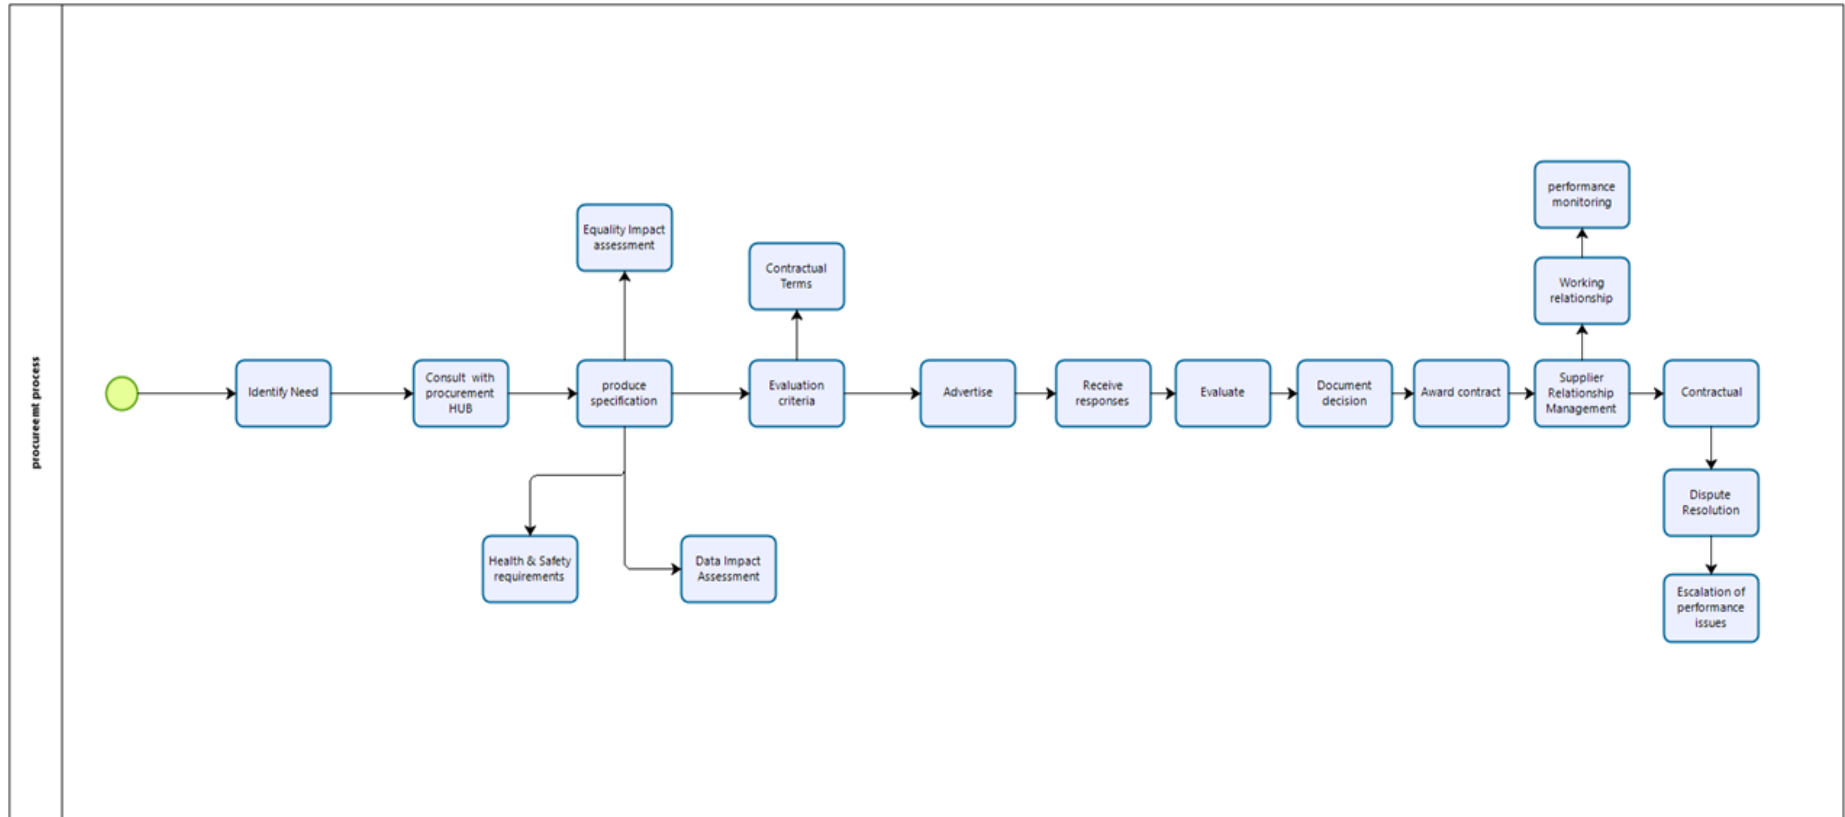 procureemt process
Identify Need
Consult with
procurement
HUB
produce
specification
Equality Impact
assessment
Health & Safety
requirements
Data Impact
Assessment
Evaluation
criteria
Contractual
Terms
Advertise
Receive
responses
Evaluate
Document
decision
Award contract
Supplier
Relationship
Management
Working
relationship
performance
monitoring
Contractual
Dispute
Resolution
Escalation of
performance
issues